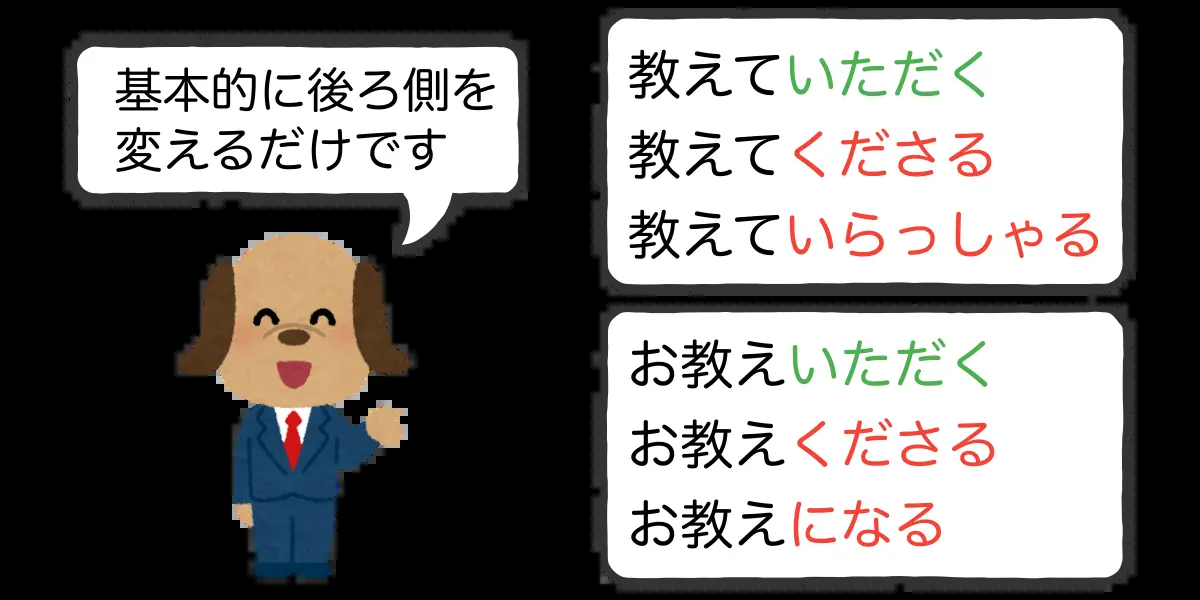 基本的に後ろ側を
変えるだけです
教えていただく
教えてくださる
教えていらっしゃる
お教えいただく
お教えくださる
お教えになる